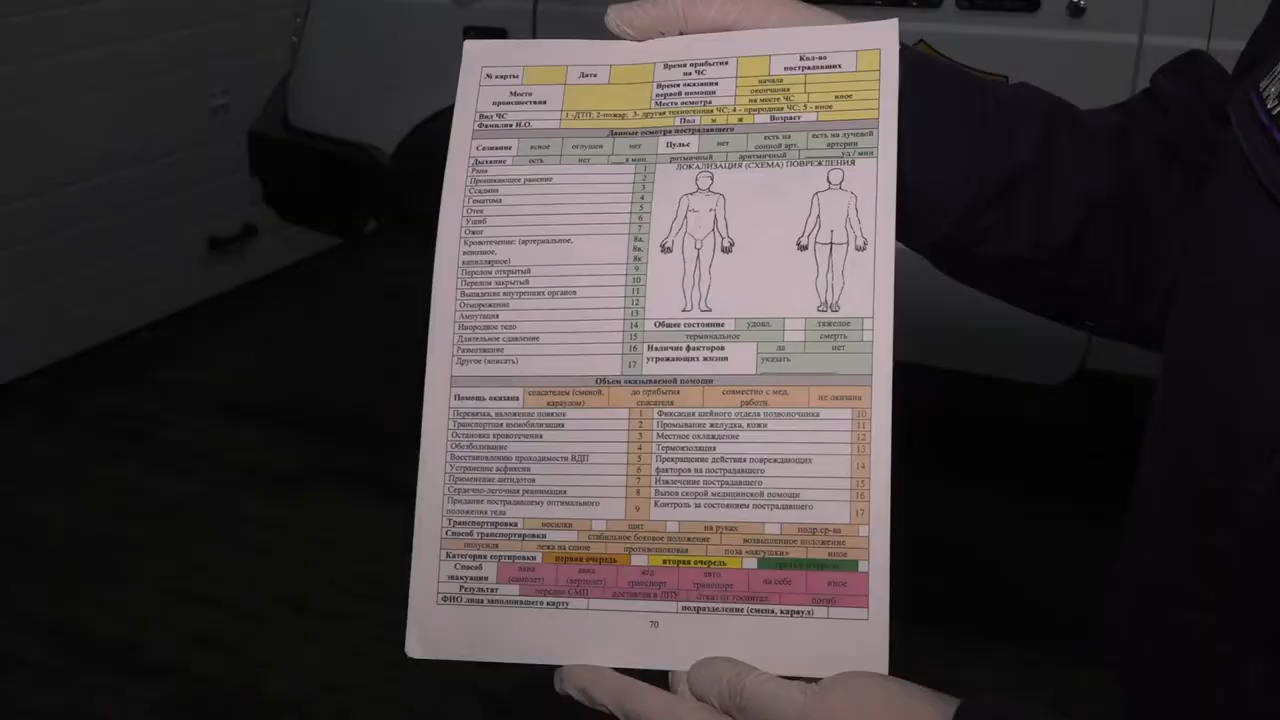 № карты Дата Время прибытия на ЧС Кол-во пострадавших
Место происшествия Время оказания первой помощи начала
окончания
Место осмотра на месте ЧС иное
Вид ЧС 1 -ДТП; 2-пожар; 3- другая техногенная ЧС; 4 - природная ЧС; 5 - иное
Фамилия И.О. Пол м ж Возраст
Данные осмотра пострадавшего
Сознание ясное оглушен нет Пульс нет есть на сонной арт. есть на лучевой артерии
Дыхание есть нет ___ в мин. ритмичный аритмичный ______уд / мин
Рана 1 ЛОКАЛИЗАЦИЯ (СХЕМА) ПОВРЕЖДЕНИЯ
Проникающее ранение 2
Ссадина 3
Гематома 4
Отек 5
Ушиб 6
Ожог 7
Кровотечение: (артериальное, 8а,
венозное, 8в,
капиллярное) 8к
Перелом открытый 9
Перелом закрытый 10
Выпадение внутренних органов 11
Отморожение 12
Ампутация 13
Инородное тело 14 Общее состояние удовл. тяжелое
Длительное сдавление 15 терминальное смерть
Размозжение 16 Наличие факторов угрожающих жизни да нет
Другое (вписать) 17 указать
Объем оказываемой помощи
Помощь оказана спасателем (сменой, караулом) до прибытия спасателя совместно с мед. работн. не оказана
Перевязка, наложение повязок 1 Фиксация шейного отдела позвоночника 10
Транспортная иммобилизация 2 Промывание желудка, кожи 11
Остановка кровотечения 3 Местное охлаждение 12
Обезболивание 4 Термоизоляция 13
Восстановлению проходимости ВДП 5 Прекращение действия повреждающих факторов на пострадавшего 14
Устранение асфиксии 6
Применение антидотов 7 Извлечение пострадавшего 15
Сердечно-легочная реанимация 8 Вызов скорой медицинской помощи 16
Придание пострадавшему оптимального положения тела 9 Контроль за состоянием пострадавшего 17
Транспортировка носилки щит на руках подр.ср-ва
Способ транспортировки стабильное боковое положение возвышенное положение
полусидя лежа на спине противошоковая поза «лягушки» иное
Категория сортировки первая очередь вторая очередь третья очередь
Способ эвакуации авиа (самолет) авиа (вертолет) ж/д транспорт авто. транспорт на себе иное
Результат передан СМП доставлен в ЛПУ отказ от госпитал. погиб
ФИО лица заполнившего карту подразделение (смена, караул)
70